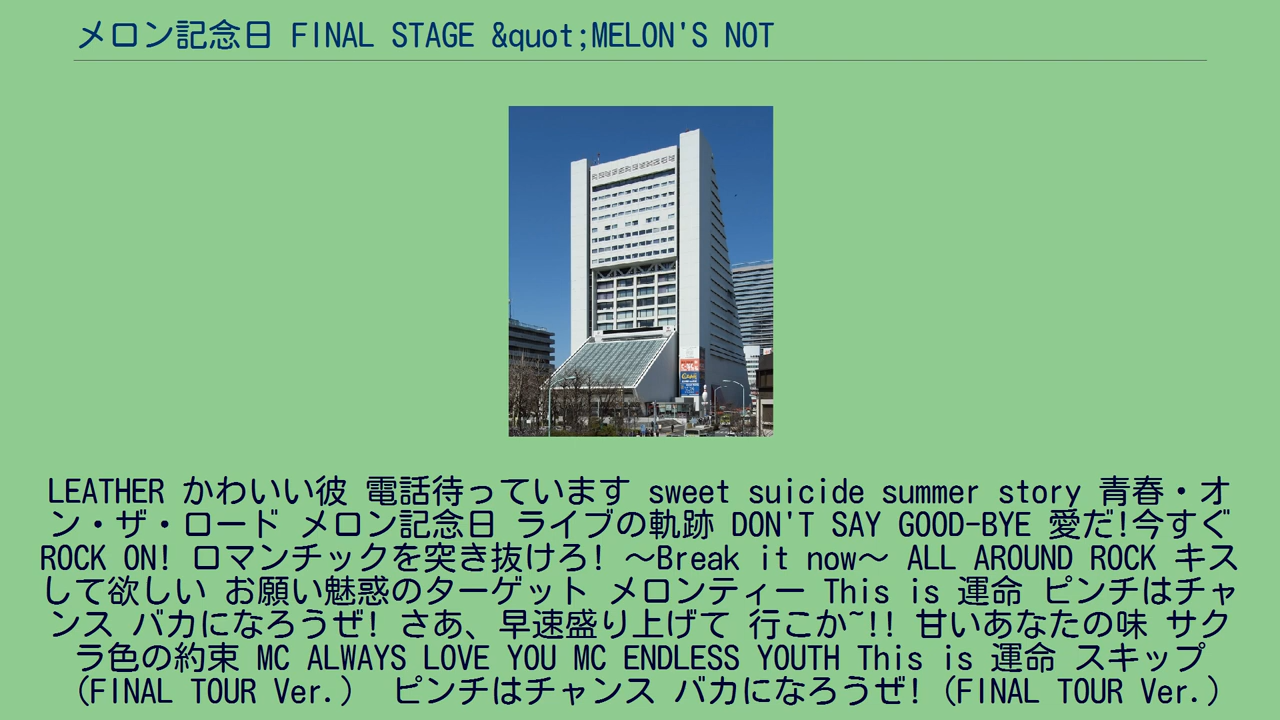 メロン記念日 FINAL STAGE &quot;MELON'S NOT
LEATHER かわいい彼 電話待っています sweet suicide summer story 青春・オ
ン・ザ・ロード メロン記念日 ライブの軌跡 DON'T SAY GOOD-BYE 愛だ!今すぐ
ROCK ON! ロマンチックを突き抜けろ! ～Break it now～ ALL AROUND ROCK キス
して欲しい お願い魅惑のターゲット メロンティー This is 運命 ピンチはチャ
ンス バカになろうぜ! さあ、早速盛り上げて 行こか~!! 甘いあなたの味 サク
ラ色の約束 MC ALWAYS LOVE YOU MC ENDLESS YOUTH This is 運命 スキップ
（FINAL TOUR Ver.） ピンチはチャンス バカになろうぜ!（FINAL TOUR Ver.）